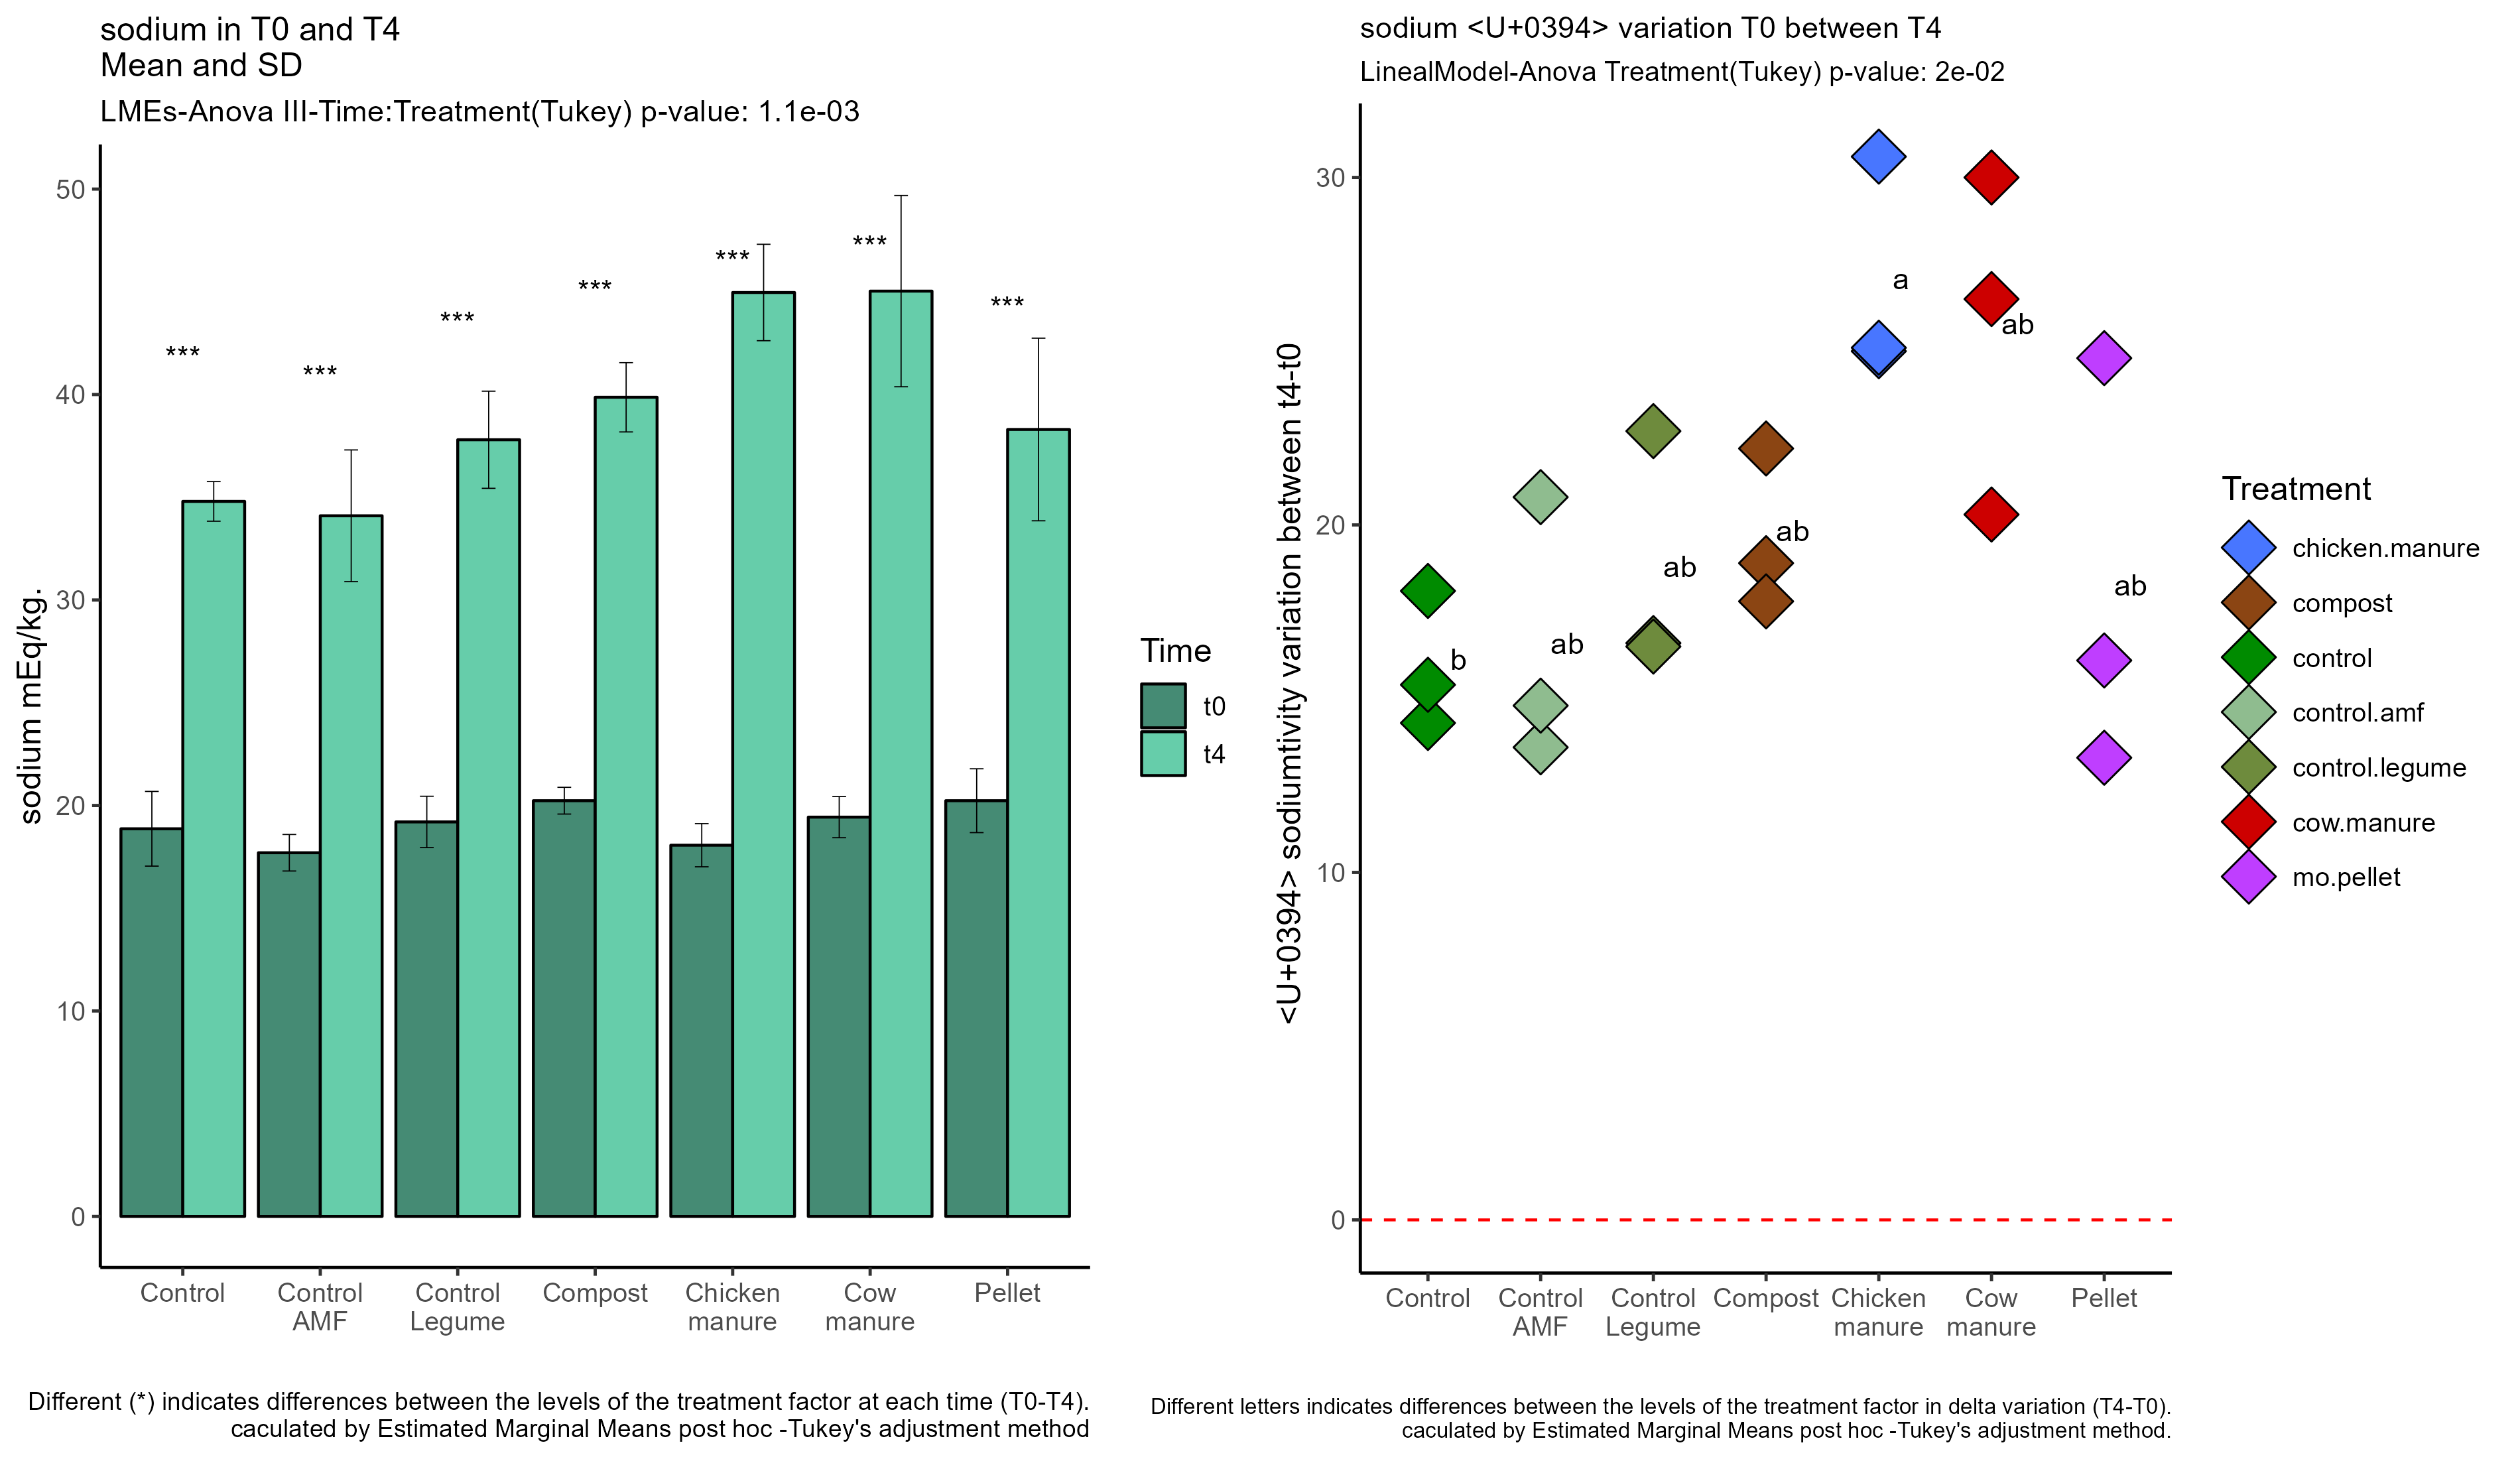 sodium in T0 and T4
Mean and SD
LMEs-Anova III-Time:Treatment(Tukey) p-value: 1.1e-03
sodium mEq/kg.
50
40
30
20
10
0
***
***
***
***
***
***
***
Control
Control
AMF
Control
Legume
Compost
Chicken
manure
Cow
manure
Pellet
Time
t0
t4
Different (*) indicates differences between the levels of the treatment factor at each time (T0-T4).
caculated by Estimated Marginal Means post hoc -Tukey's adjustment method
sodium <U+0394> variation T0 between T4
LinealModel-Anova Treatment(Tukey) p-value: 2e-02
<U+0394> sodiumtivity variation between t4-t0
30
20
10
0
b
ab
ab
ab
a
ab
ab
Control
Control
AMF
Control
Legume
Compost
Chicken
manure
Cow
manure
Pellet
Treatment
chicken.manure
compost
control
control.amf
control.legume
cow.manure
mo.pellet
Different letters indicates differences between the levels of the treatment factor in delta variation (T4-T0).
caculated by Estimated Marginal Means post hoc -Tukey's adjustment method.